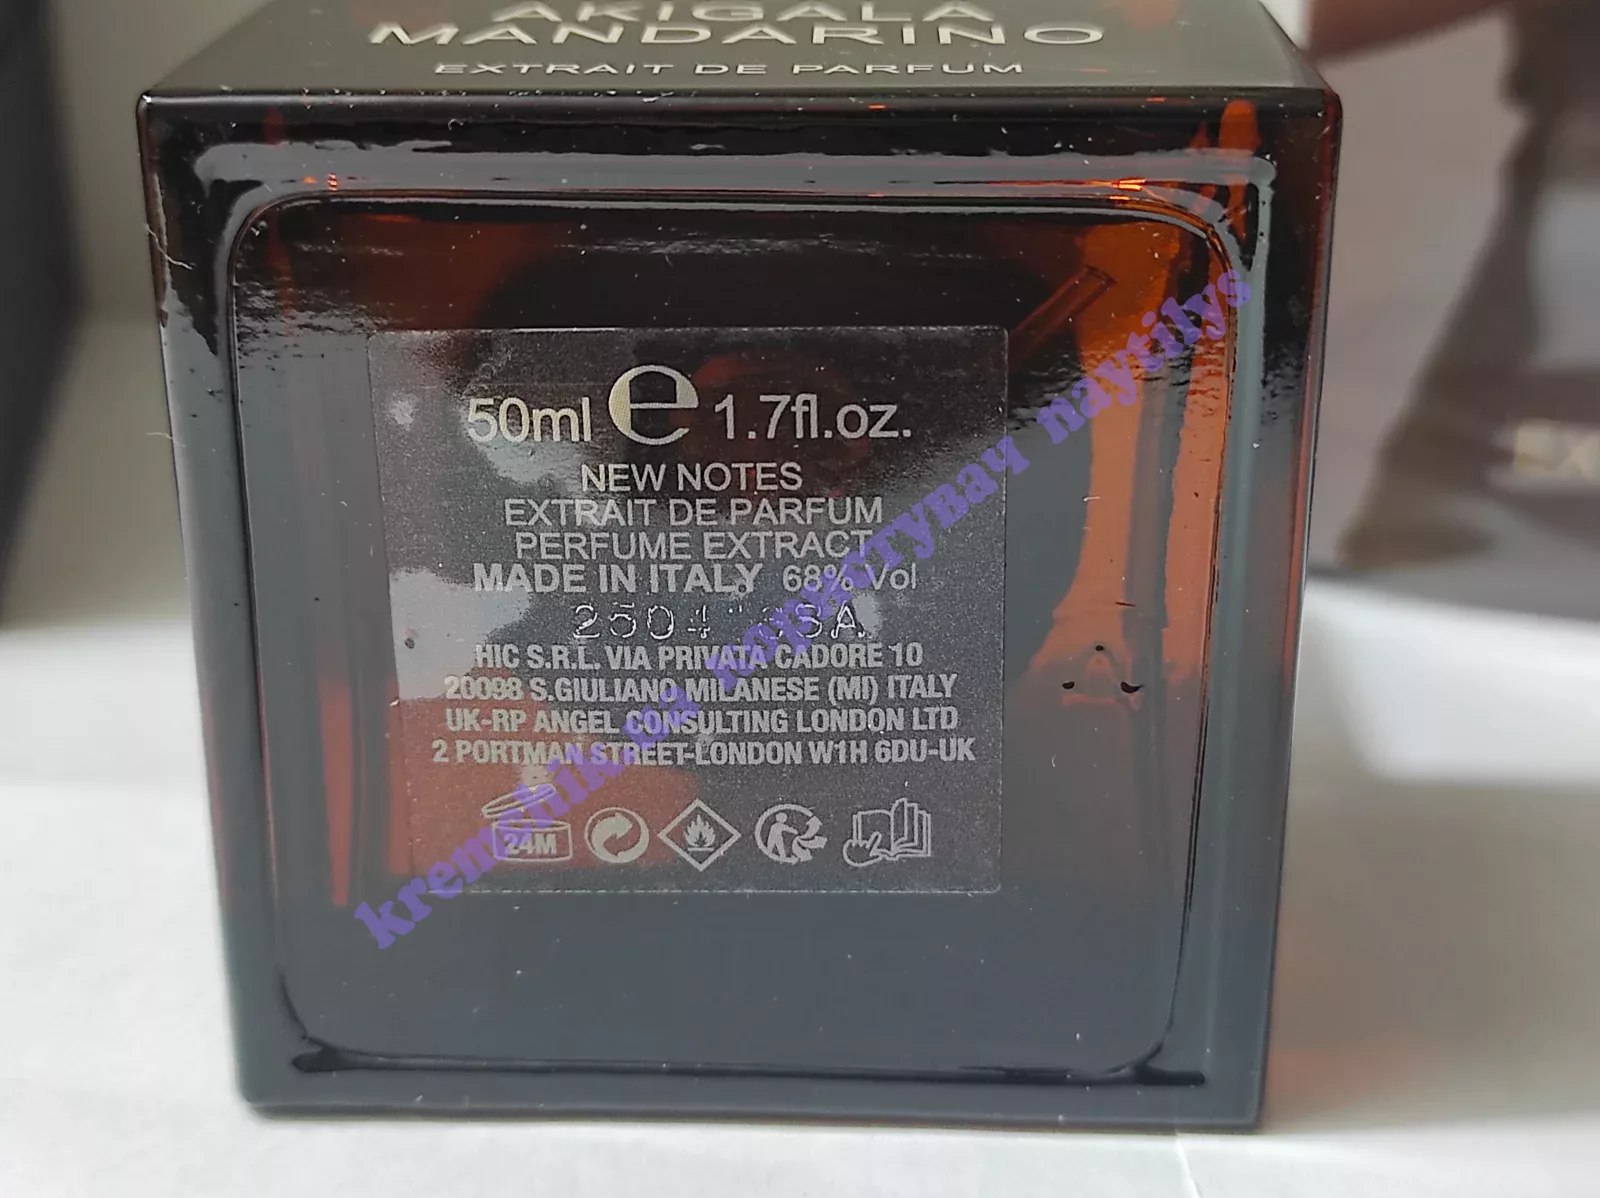 AKIGALA
MANDARINO
EXTRAIT DE PARFUM
50ml e 1.7fl.oz.
NEW NOTES
EXTRAIT DE PARFUM
PERFUME EXTRACT
MADE IN ITALY 68% Vol
HIC S.R.L. VIA PRIVATA CADORE 10
20098 S.GIULIANO MILANESE (MI) ITALY
UK-RP ANGEL CONSULTING LONDON LTD
2 PORTMAN STREET-LONDON W1H 6DU-UK
24M
EX